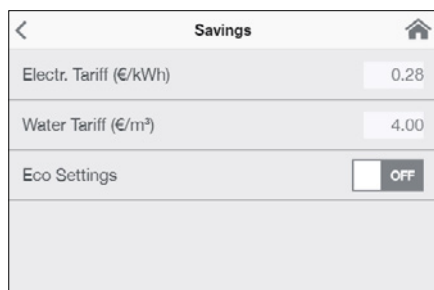 Savings
Electr. Tariff (€/kWh) 0.28
Water Tariff (€/m³) 4.00
Eco Settings OFF